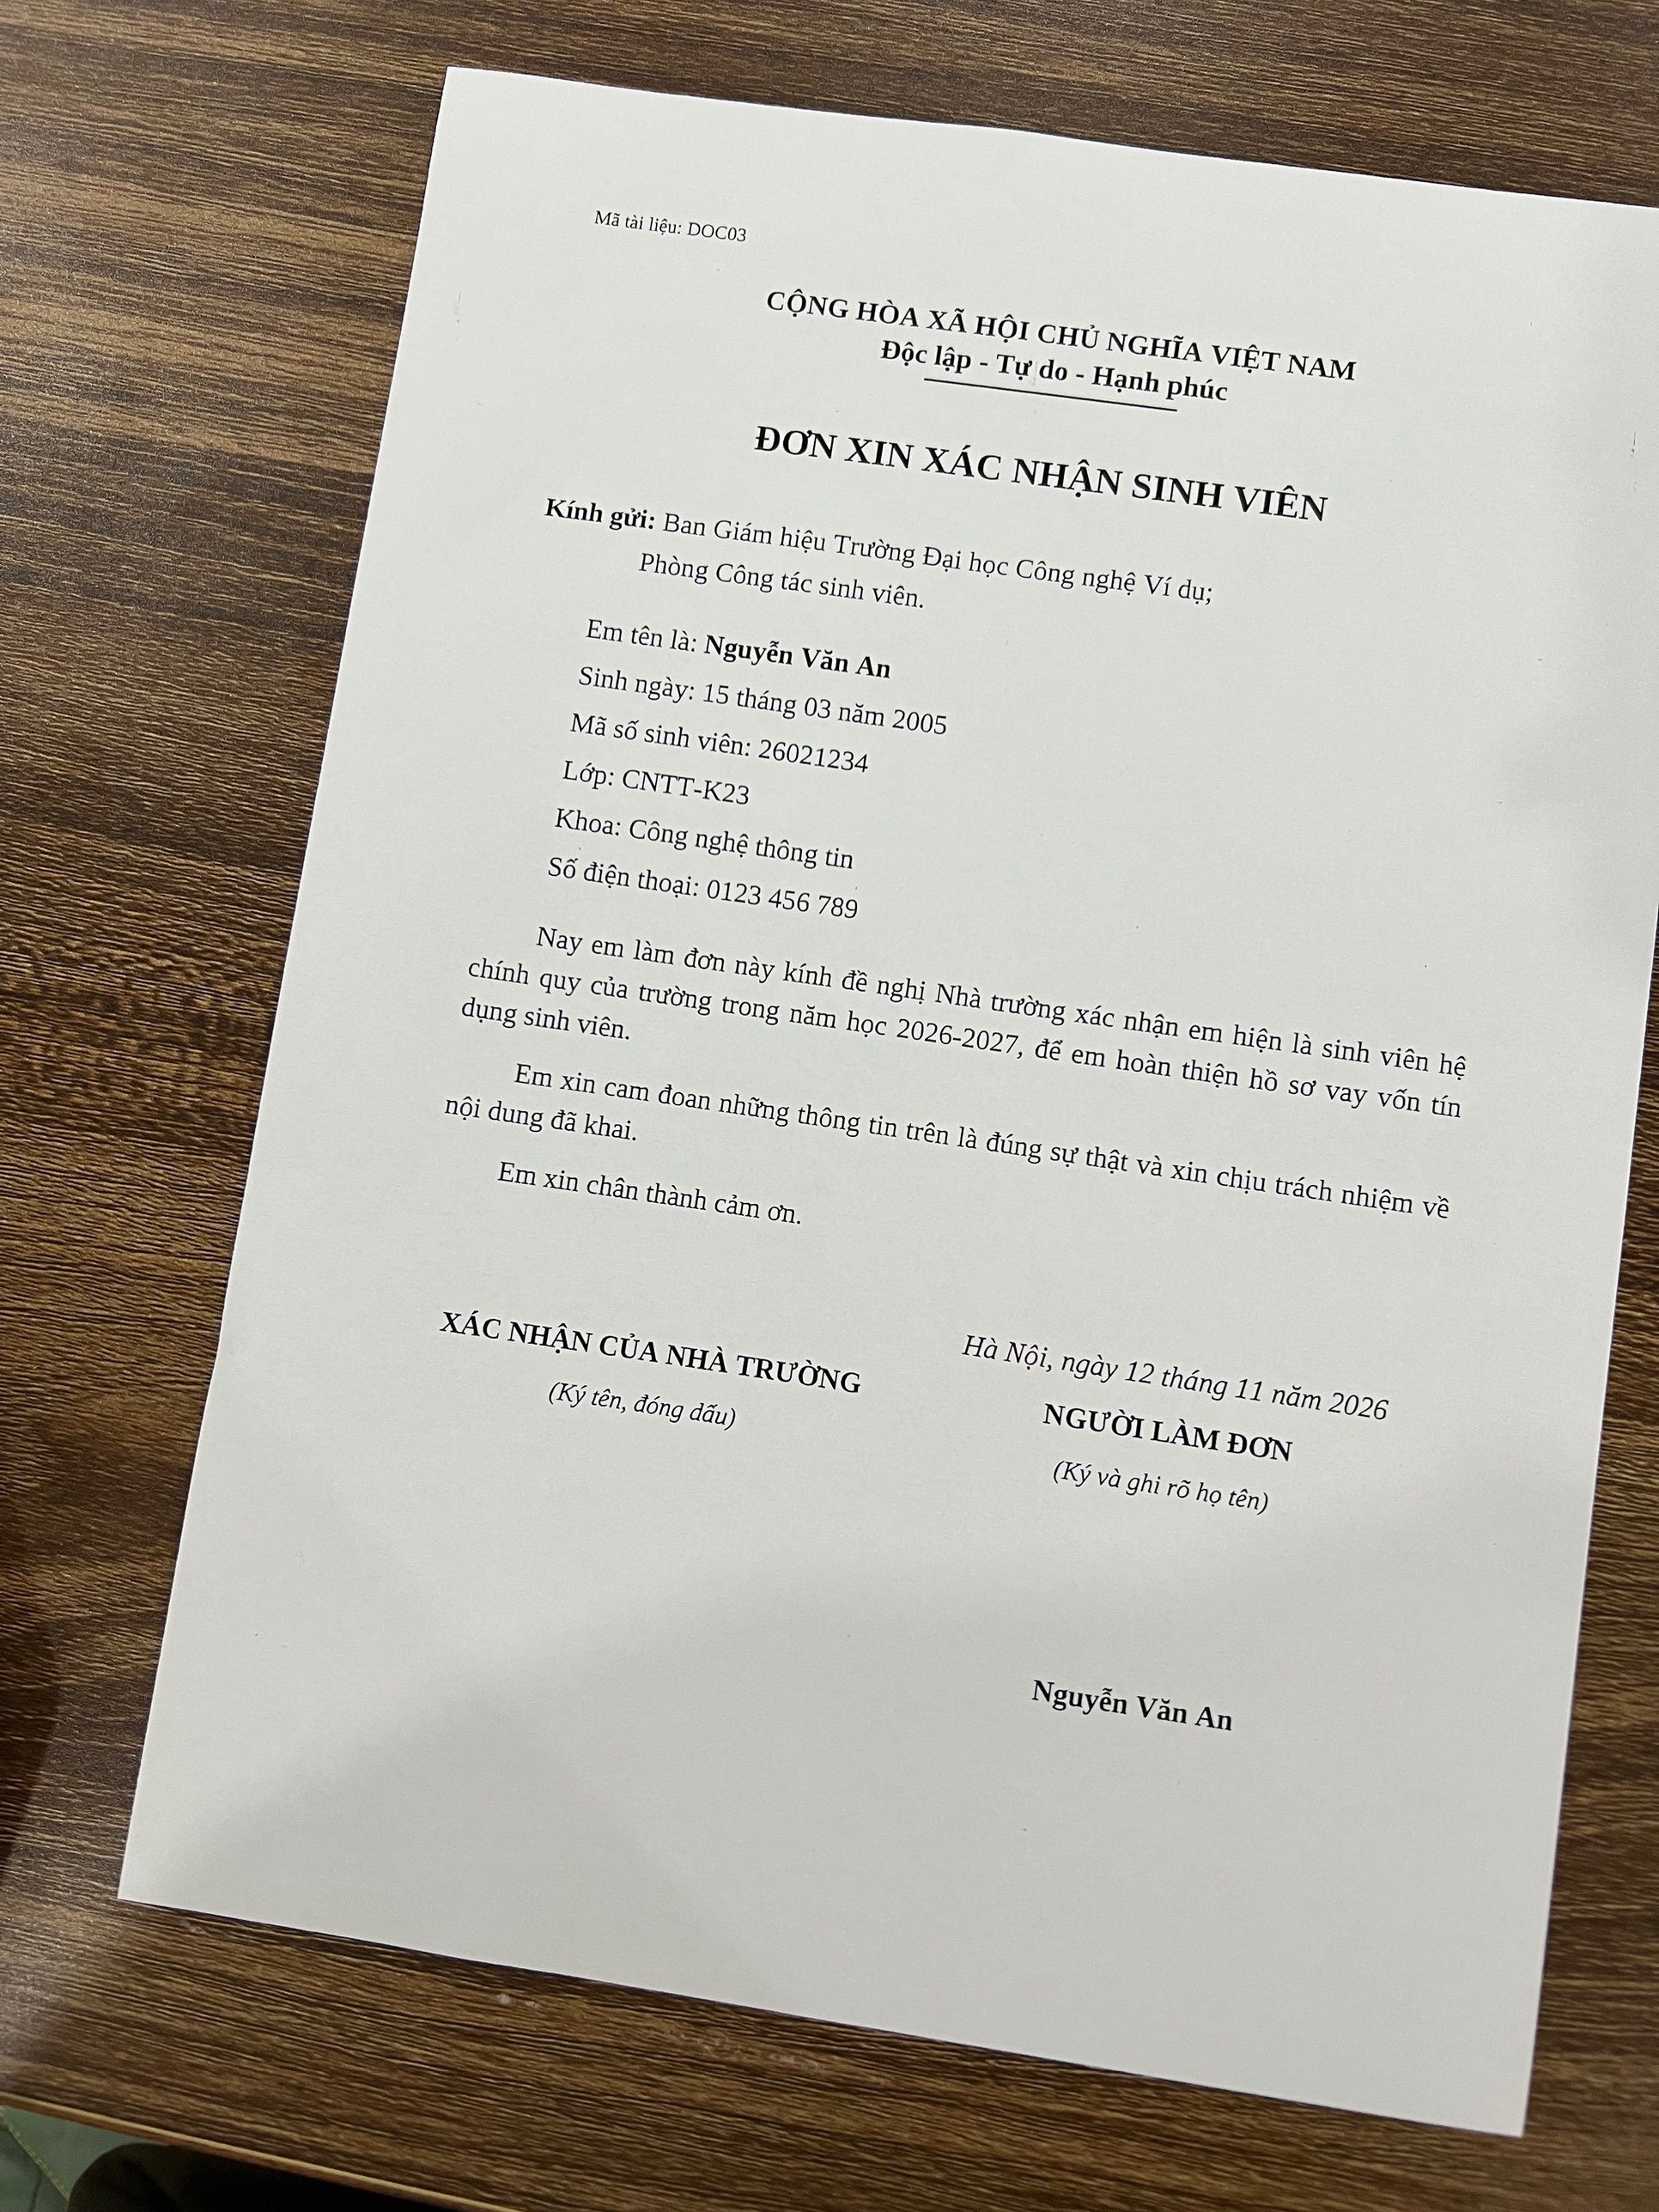 Mã tài liệu: DOC03
CỘNG HÒA XÃ HỘI CHỦ NGHĨA VIỆT NAM
Độc lập - Tự do - Hạnh phúc
ĐƠN XIN XÁC NHẬN SINH VIÊN
Kính gửi: Ban Giám hiệu Trường Đại học Công nghệ Ví dụ;
Phòng Công tác sinh viên.
Em tên là: Nguyễn Văn An
Sinh ngày: 15 tháng 03 năm 2005
Mã số sinh viên: 26021234
Lớp: CNTT-K23
Khoa: Công nghệ thông tin
Số điện thoại: 0123 456 789
Nay em làm đơn này kính đề nghị Nhà trường xác nhận em hiện là sinh viên hệ
chính quy của trường trong năm học 2026-2027, để em hoàn thiện hồ sơ vay vốn tín
dụng sinh viên.
Em xin cam đoan những thông tin trên là đúng sự thật và xin chịu trách nhiệm về
nội dung đã khai.
Em xin chân thành cảm ơn.
XÁC NHẬN CỦA NHÀ TRƯỜNG
(Ký tên, đóng dấu)
Hà Nội, ngày 12 tháng 11 năm 2026
NGƯỜI LÀM ĐƠN
(Ký và ghi rõ họ tên)
Nguyễn Văn An